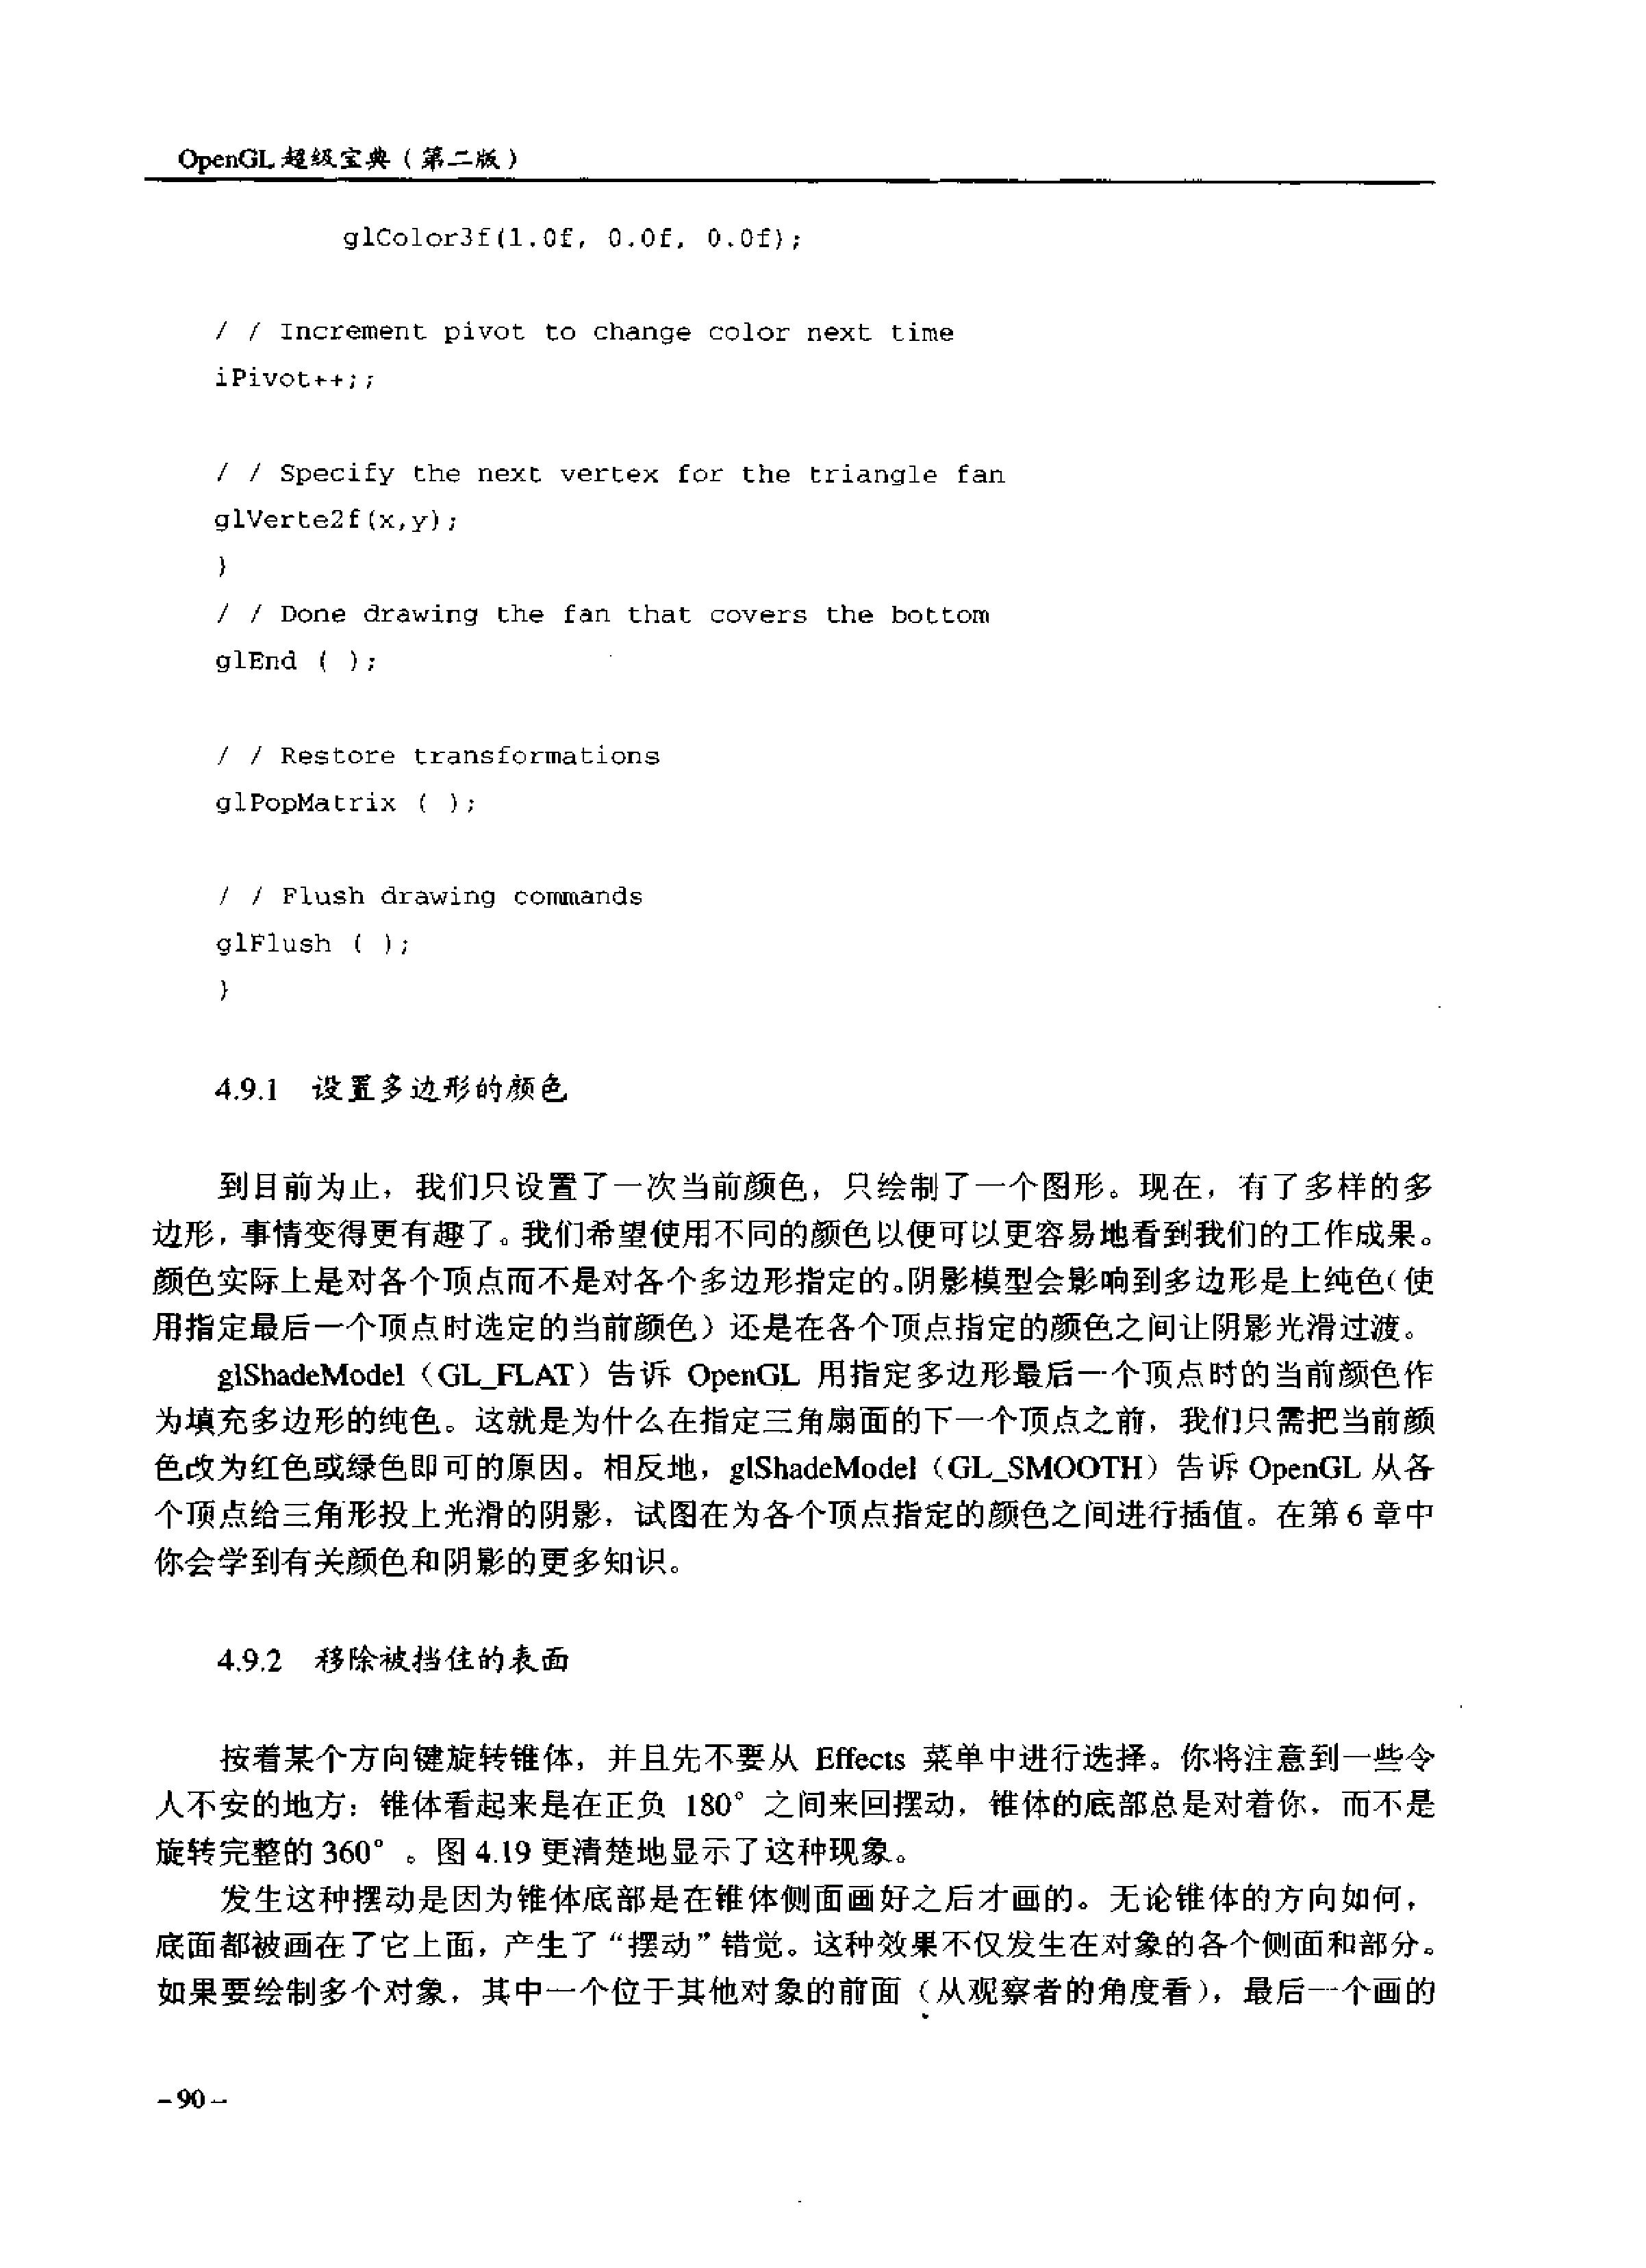 OpenGL 超级宝典（第二版）
glColor3f(1.0f, 0.0f, 0.0f);
/ / Increment pivot to change color next time
iPivot++;;
/ / Specify the next vertex for the triangle fan
glVerte2f(x,y);
}
/ / Done drawing the fan that covers the bottom
glEnd ( );
/ / Restore transformations
glPopMatrix ( );
/ / Flush drawing commands
glFlush ( );
}
4.9.1 设置多边形的颜色
到目前为止，我们只设置了一次当前颜色，只绘制了一个图形。现在，有了多样的多
边形，事情变得更有趣了。我们希望使用不同的颜色以便可以更容易地看到我们的工作成果。
颜色实际上是对各个顶点而不是对各个多边形指定的。阴影模型会影响到多边形是上纯色（使
用指定最后一个顶点时选定的当前颜色）还是在各个顶点指定的颜色之间让阴影光滑过渡。
glShadeModel（GL_FLAT）告诉 OpenGL 用指定多边形最后一个顶点时的当前颜色作
为填充多边形的纯色。这就是为什么在指定三角扇面的下一个顶点之前，我们只需把当前颜
色改为红色或绿色即可的原因。相反地，glShadeModel（GL_SMOOTH）告诉 OpenGL 从各
个顶点给三角形投上光滑的阴影，试图在为各个顶点指定的颜色之间进行插值。在第 6 章中
你会学到有关颜色和阴影的更多知识。
4.9.2 移除被挡住的表面
按着某个方向键旋转锥体，并且先不要从 Effects 菜单中进行选择。你将注意到一些令
人不安的地方：锥体看起来是在正负 180° 之间来回摆动，锥体的底部总是对着你，而不是
旋转完整的 360° 。图 4.19 更清楚地显示了这种现象。
发生这种摆动是因为锥体底部是在锥体侧面画好之后才画的。无论锥体的方向如何，
底面都被画在了它上面，产生了“摆动”错觉。这种效果不仅发生在对象的各个侧面和部分。
如果要绘制多个对象，其中一个位于其他对象的前面（从观察者的角度看），最后一个画的
– 90 –